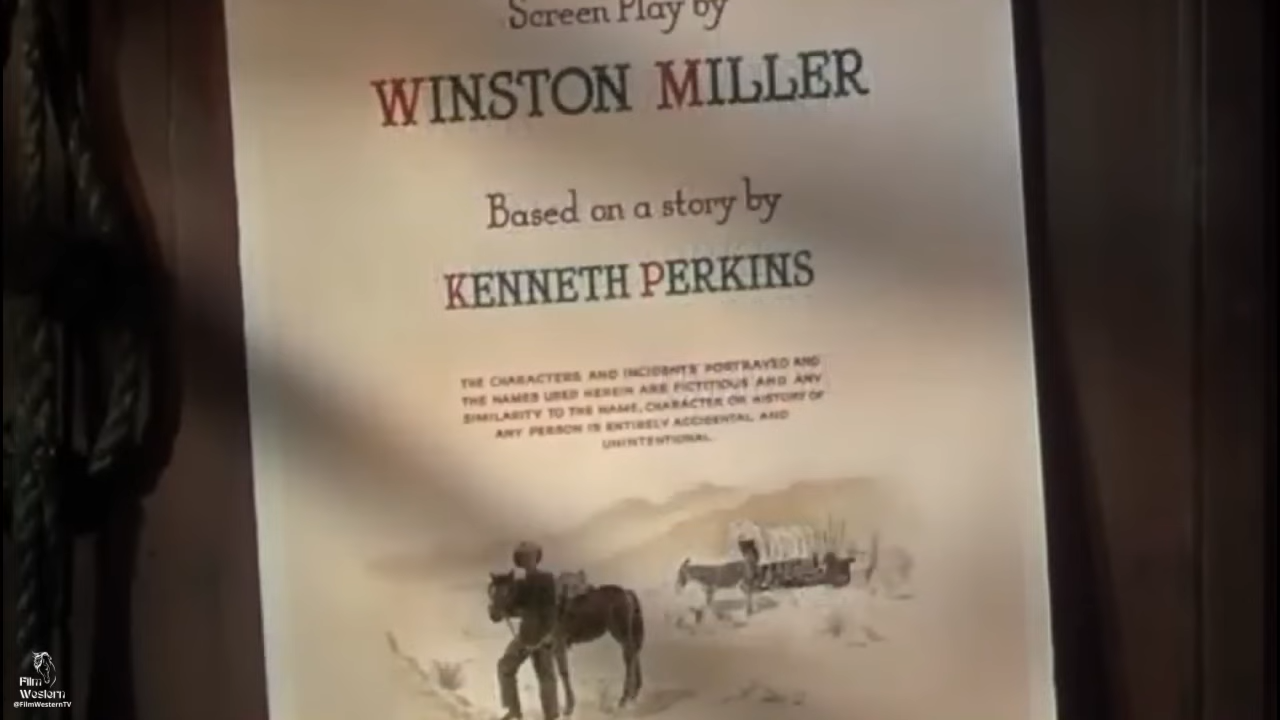 Screen Play by
WINSTON MILLER
Based on a story by
KENNETH PERKINS
THE CHARACTERS AND INCIDENTS PORTRAYED AND
THE NAMES USED HEREIN ARE FICTITIOUS AND ANY
SIMILARITY TO THE NAME, CHARACTER OR HISTORY OF
ANY PERSON IS ENTIRELY ACCIDENTAL AND
UNINTENTIONAL.
Film
Western
@FilmWesternTV